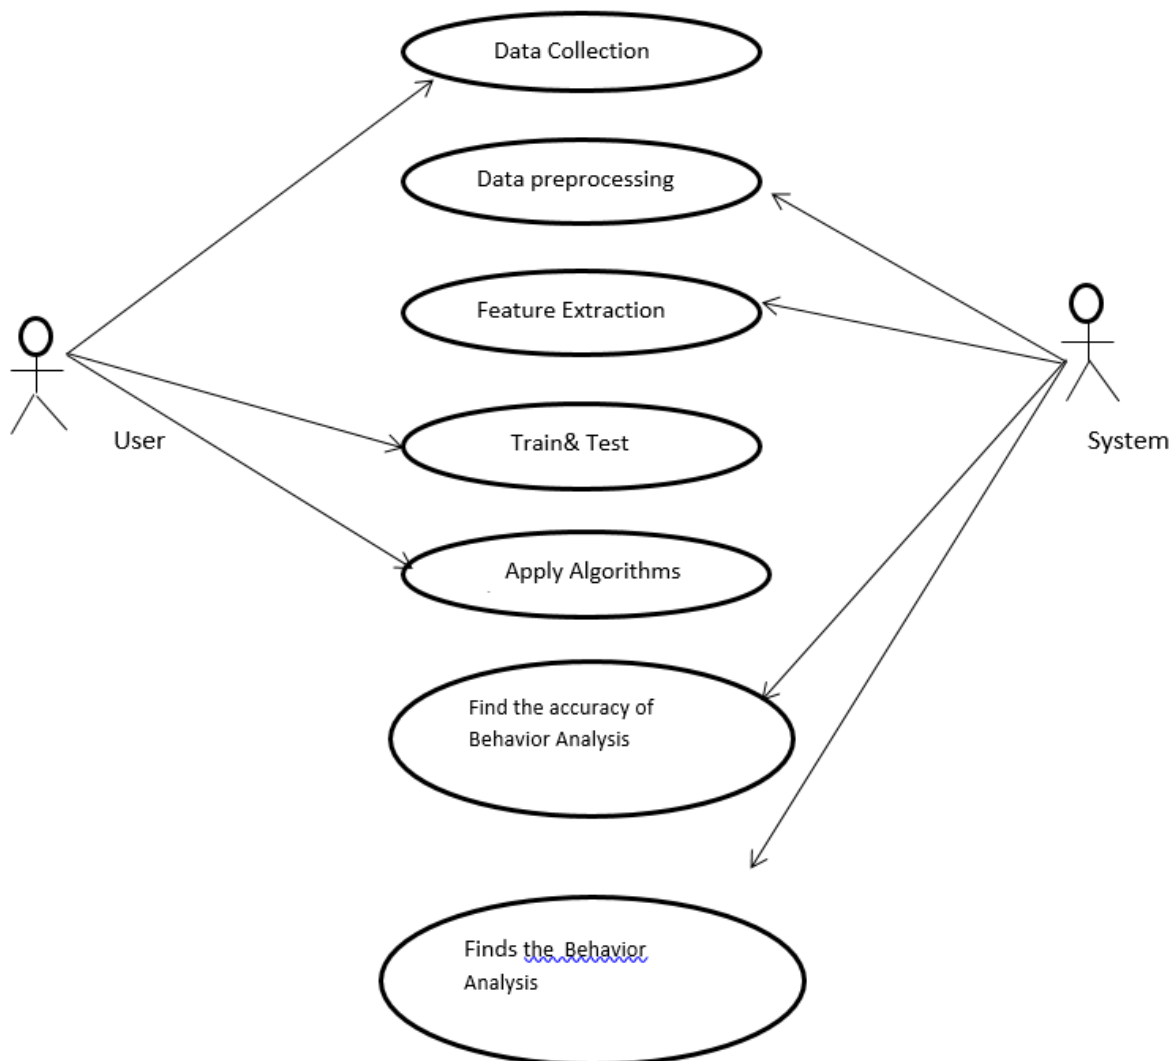 Data Collection
Data preprocessing
Feature Extraction
Train& Test
User
System
Apply Algorithms
Find the accuracy of
Behavior Analysis
Finds the Behavior
Analysis